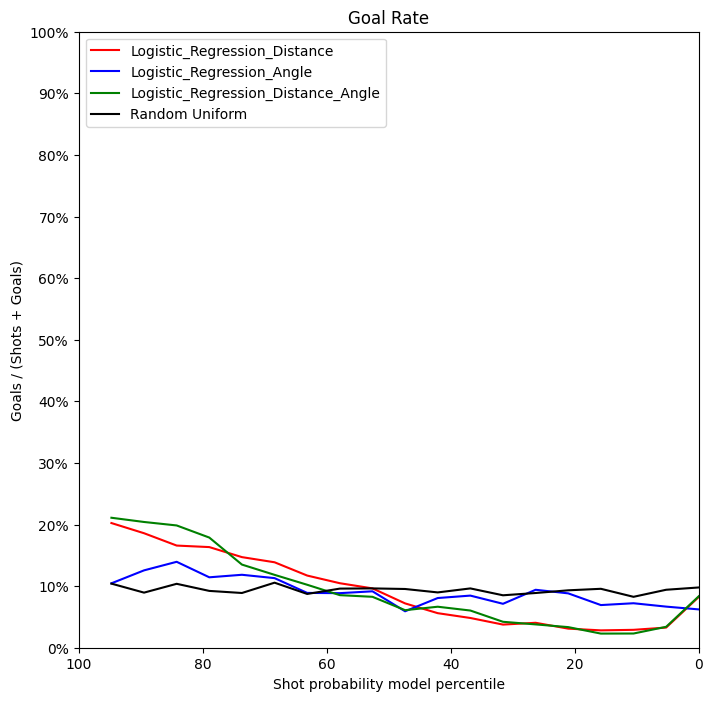 Goal Rate
100%
90%
80%
70%
60%
50%
40%
30%
20%
10%
0%
Goals / (Shots + Goals)
Logistic_Regression_Distance
Logistic_Regression_Angle
Logistic_Regression_Distance_Angle
Random Uniform
100 80 60 40 20 0
Shot probability model percentile